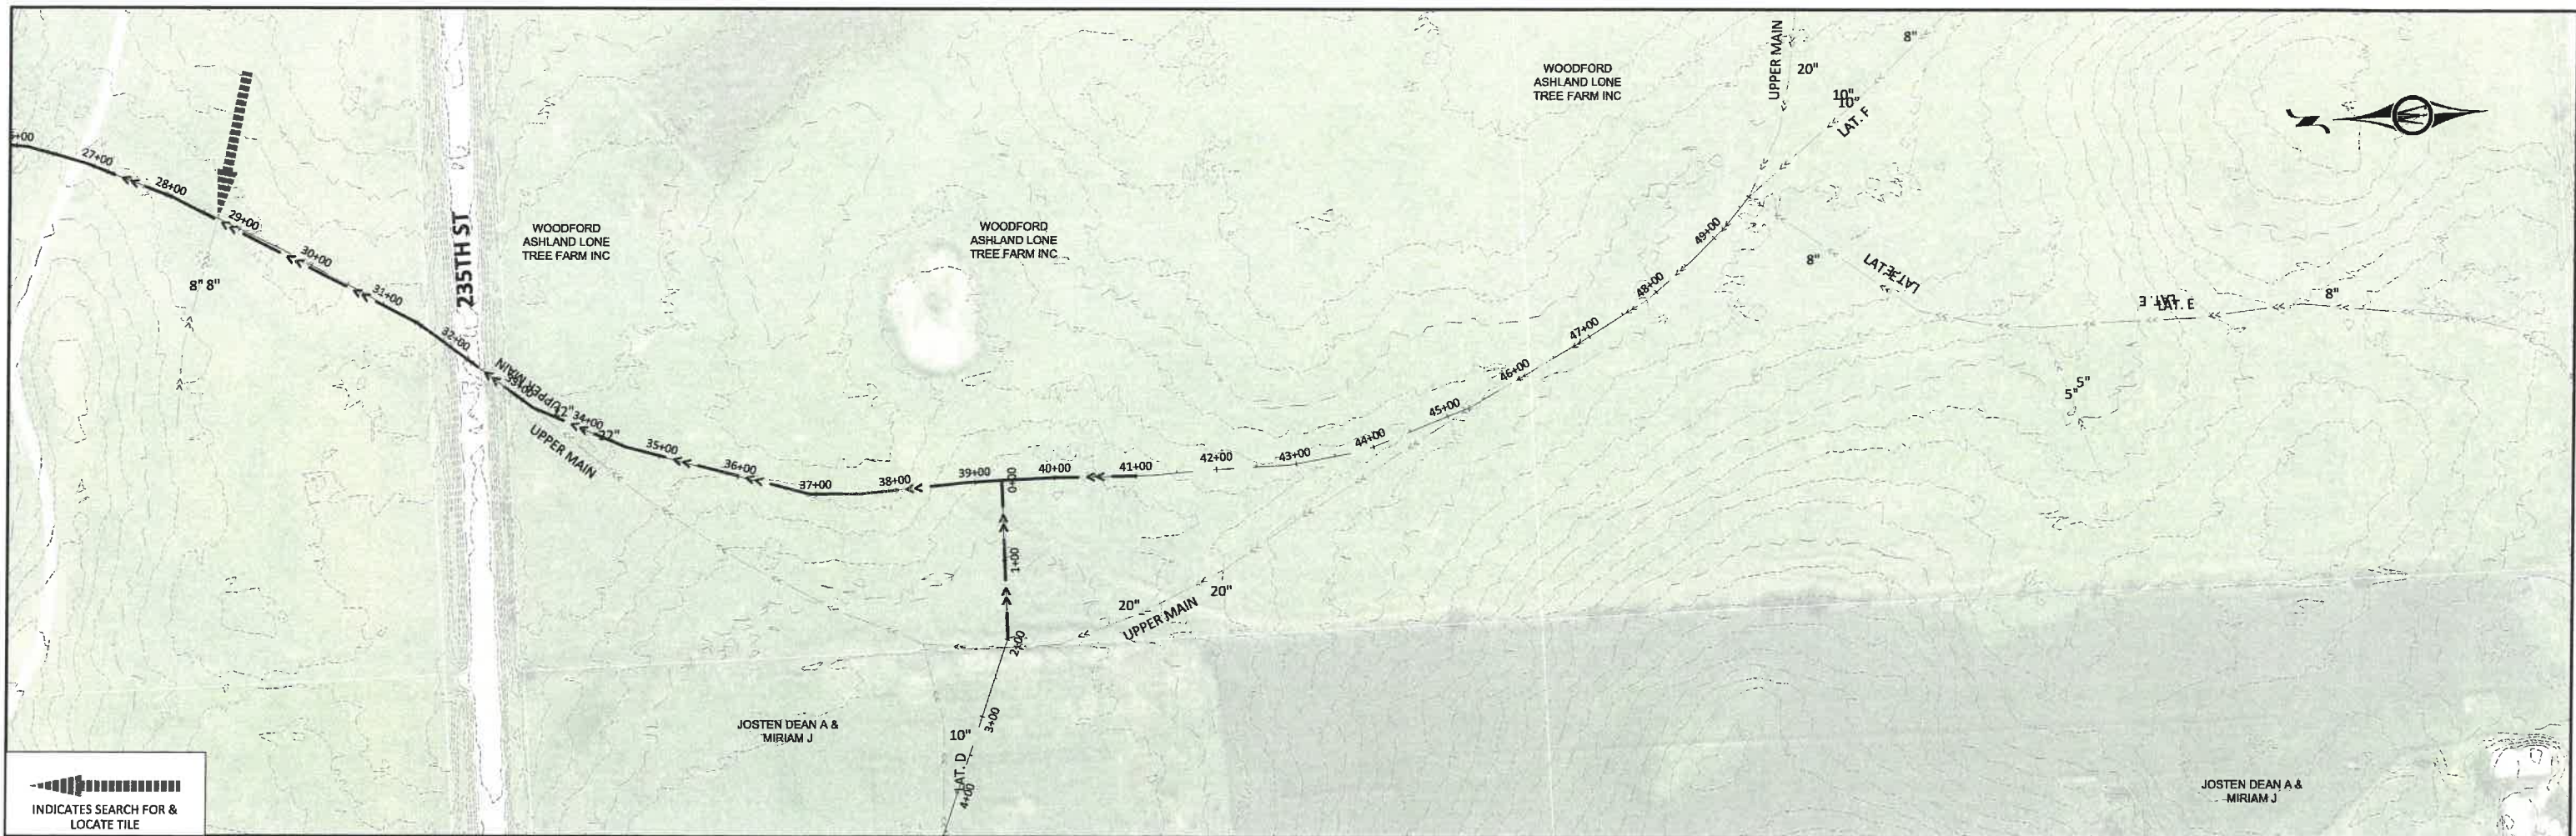 WOODFORD
ASHLAND LONE
TREE FARM INC
UPPER MAIN
20"
8"
10"
10"
LAT. F
27+00
28+00
29+00
30+00
31+00
32+00
8" 8"
235TH ST
WOODFORD
ASHLAND LONE
TREE FARM INC
WOODFORD
ASHLAND LONE
TREE FARM INC
UPPER MAIN
34+00
UPPER MAIN
35+00
36+00
37+00
38+00
39+00
0+00
40+00
41+00
42+00
43+00
44+00
45+00
46+00
47+00
48+00
49+00
8"
LAT. E
LAT. E
LAT. E
LAT. E
8"
5"
5"
1+00
2+00
20"
20"
UPPER MAIN
3+00
10"
LAT. D
4+00
JOSTEN DEAN A &
MIRIAM J
JOSTEN DEAN A &
MIRIAM J
INDICATES SEARCH FOR &
LOCATE TILE